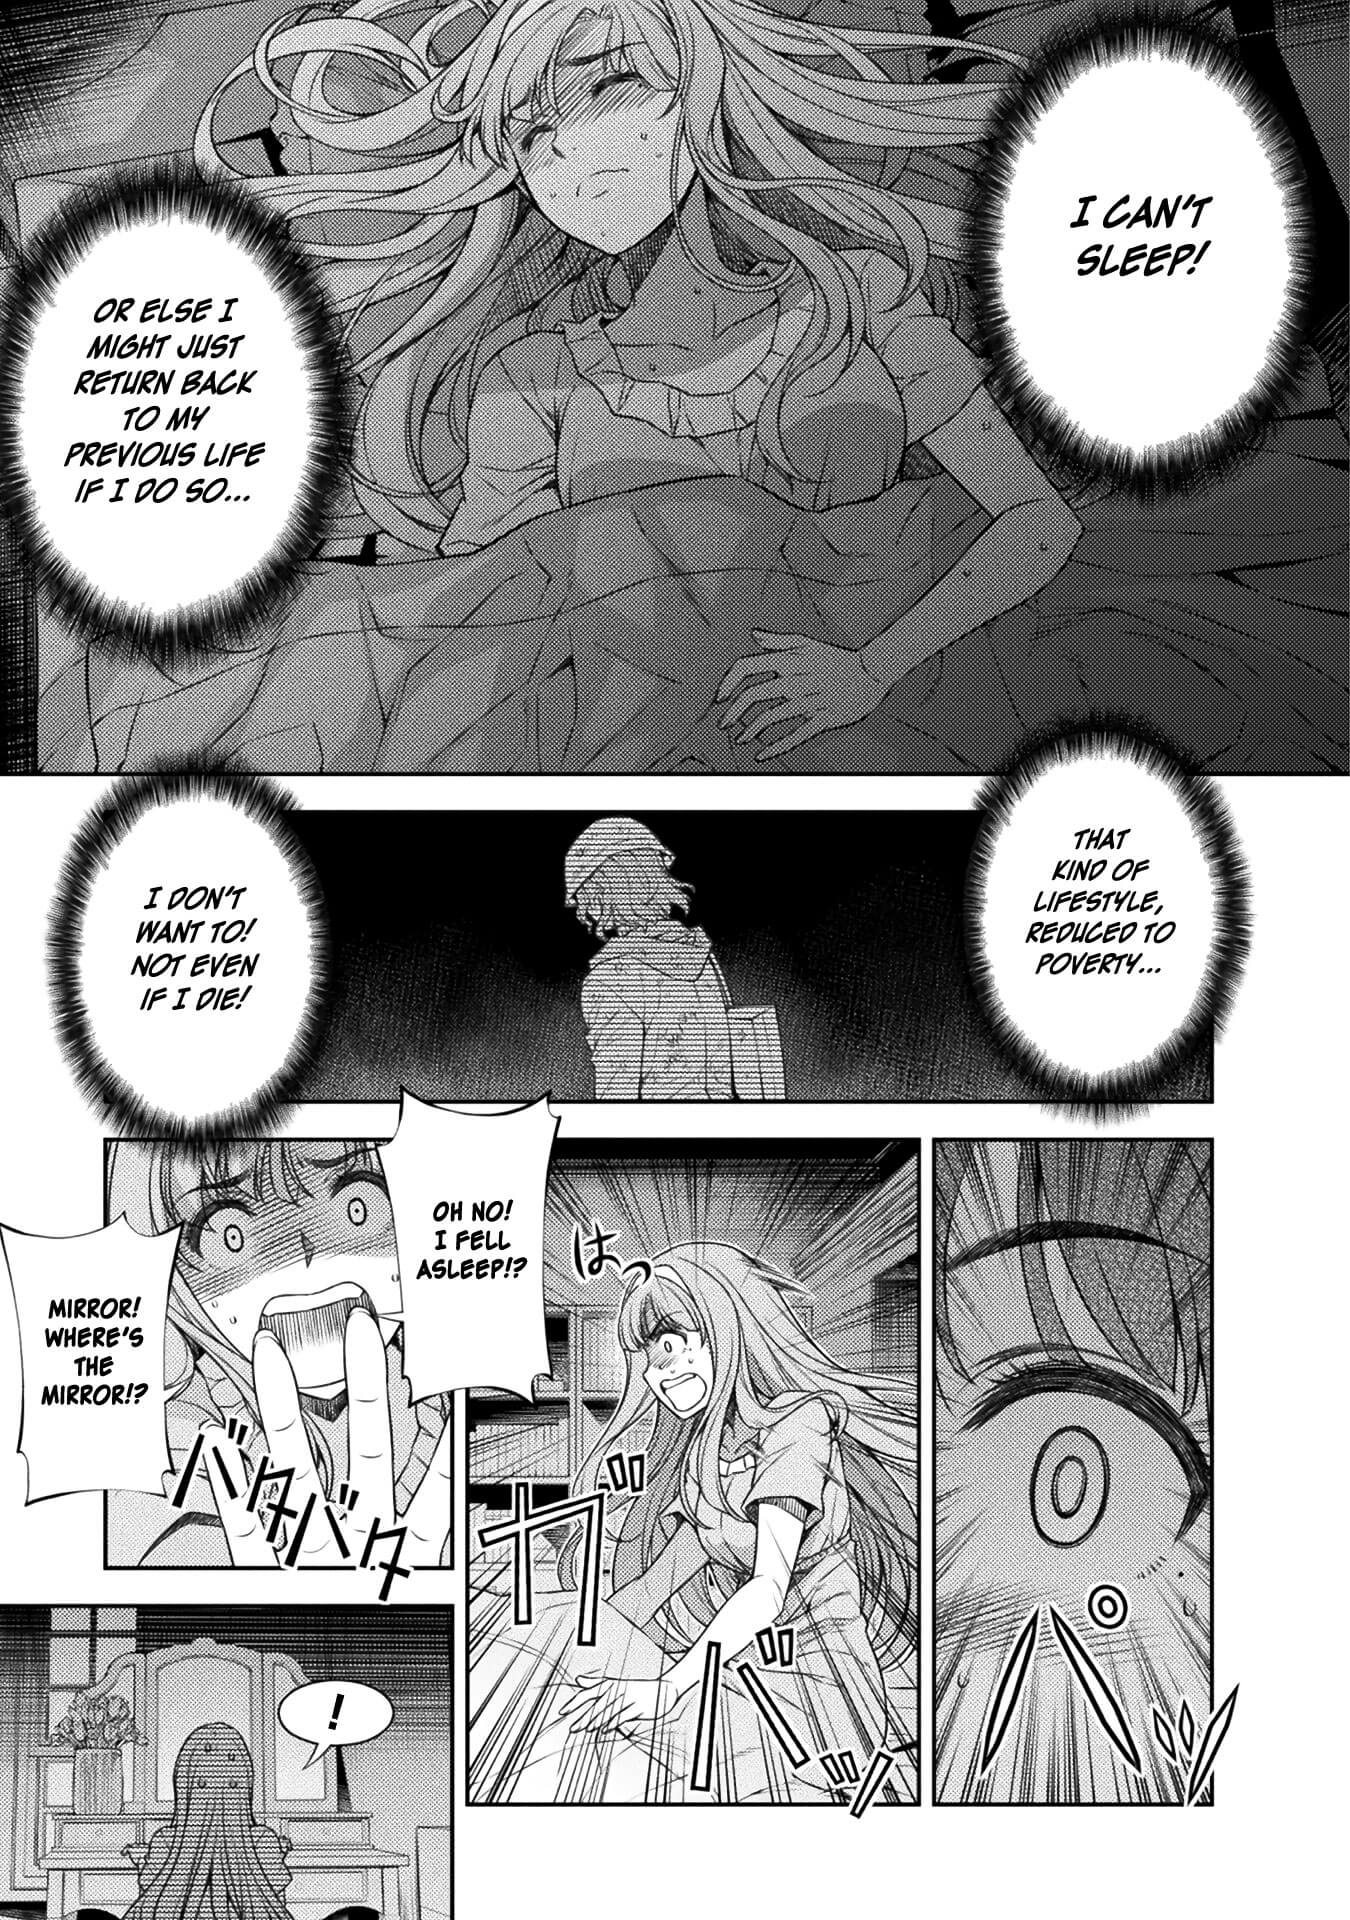 I CAN'T
SLEEP!
OR ELSE I
MIGHT JUST
RETURN BACK
TO MY
PREVIOUS LIFE
IF I DO SO...
THAT
KIND OF
LIFESTYLE,
REDUCED TO
POVERTY...
I DON'T
WANT TO!
NOT EVEN
IF I DIE!
パッ
はっ
ガバッ
OH NO!
I FELL
ASLEEP!?
MIRROR!
WHERE'S
THE
MIRROR!?
バタバタ
!